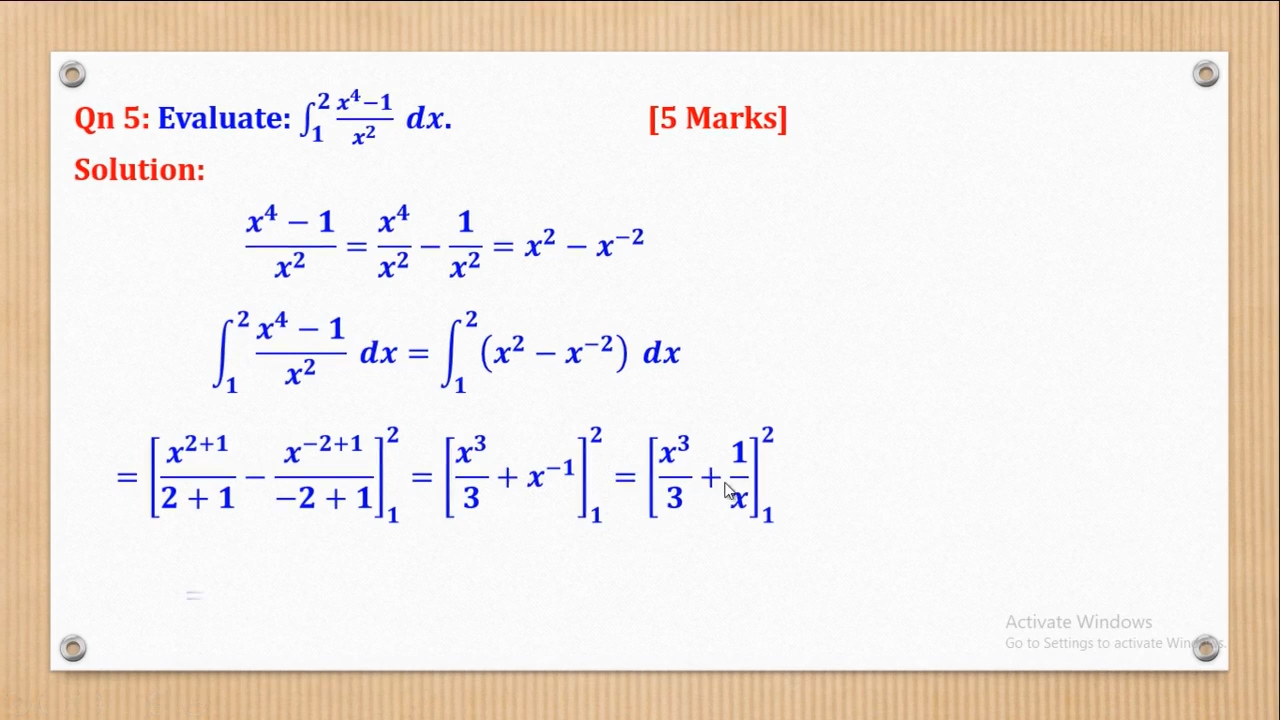 Qn 5: Evaluate: ∫₁² (x⁴−1)/x² dx. [5 Marks]
Solution:
(x⁴ − 1)/x² = x⁴/x² − 1/x² = x² − x⁻²
∫₁² (x⁴ − 1)/x² dx = ∫₁² (x² − x⁻²) dx
= [x²⁺¹/(2 + 1) − x⁻²⁺¹/(−2 + 1)]₁² = [x³/3 + x⁻¹]₁² = [x³/3 + 1/x]₁²
=
Activate Windows
Go to Settings to activate Windows.